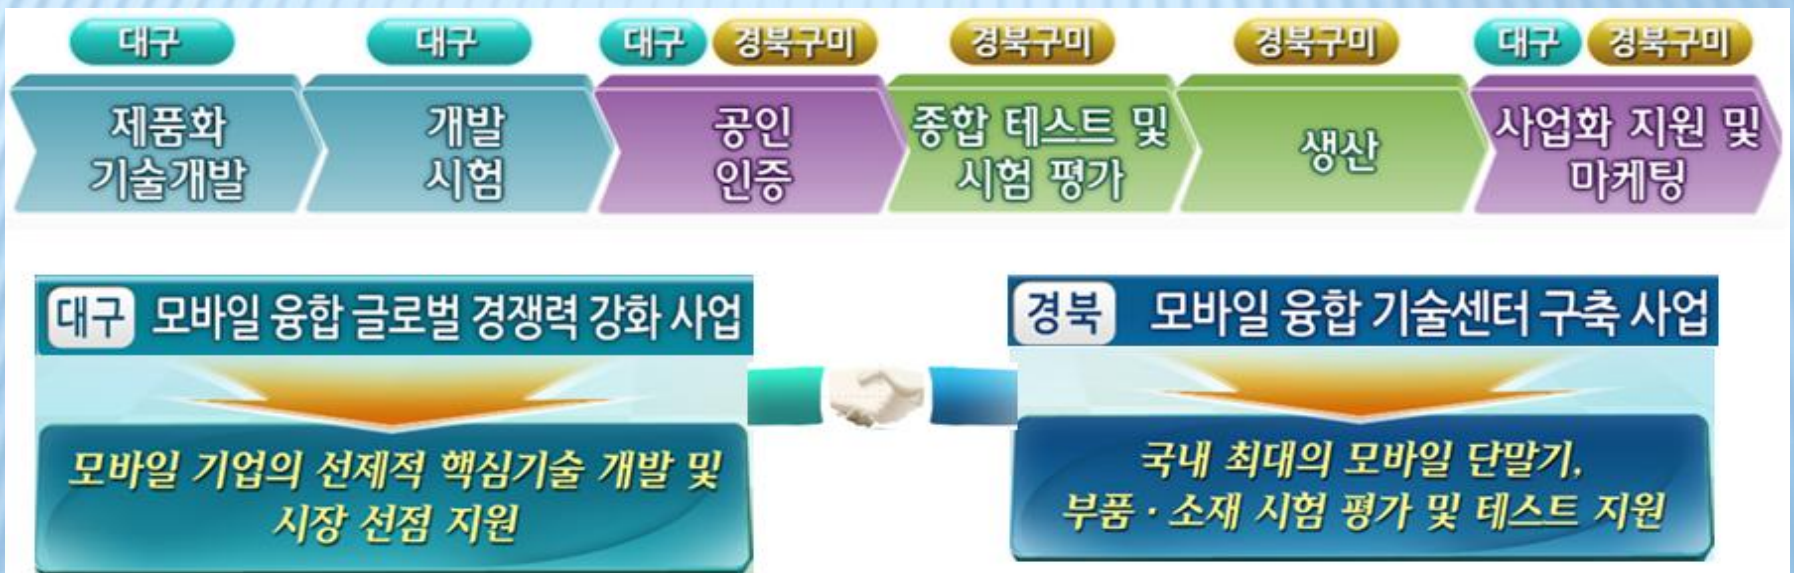 대구
대구
대구 경북구미
경북구미
경북구미
대구 경북구미
제품화
기술개발
개발
시험
공인
인증
종합 테스트 및
시험 평가
생산
사업화 지원 및
마케팅
대구 모바일 융합 글로벌 경쟁력 강화 사업
모바일 기업의 선제적 핵심기술 개발 및
시장 선점 지원
경북 모바일 융합 기술센터 구축 사업
국내 최대의 모바일 단말기,
부품·소재 시험 평가 및 테스트 지원